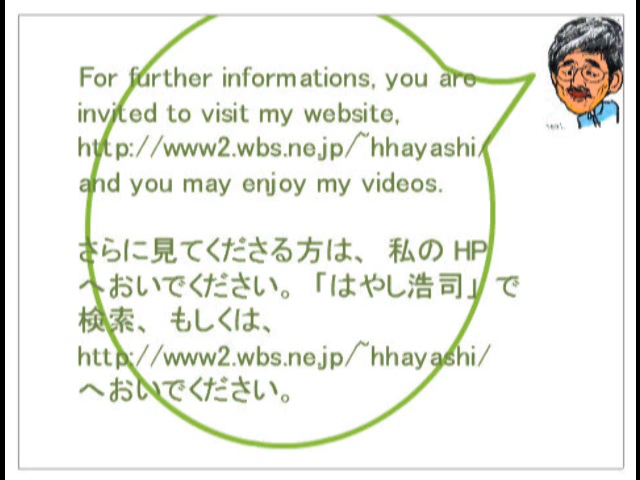 For further informations, you are
invited to visit my website,
http://www2.wbs.ne.jp/~hhayashi/
and you may enjoy my videos.
さらに見てくださる方は、 私の HP
へおいでください。「はやし浩司」で
検索、 もしくは、
http://www2.wbs.ne.jp/~hhayashi/
へおいでください。